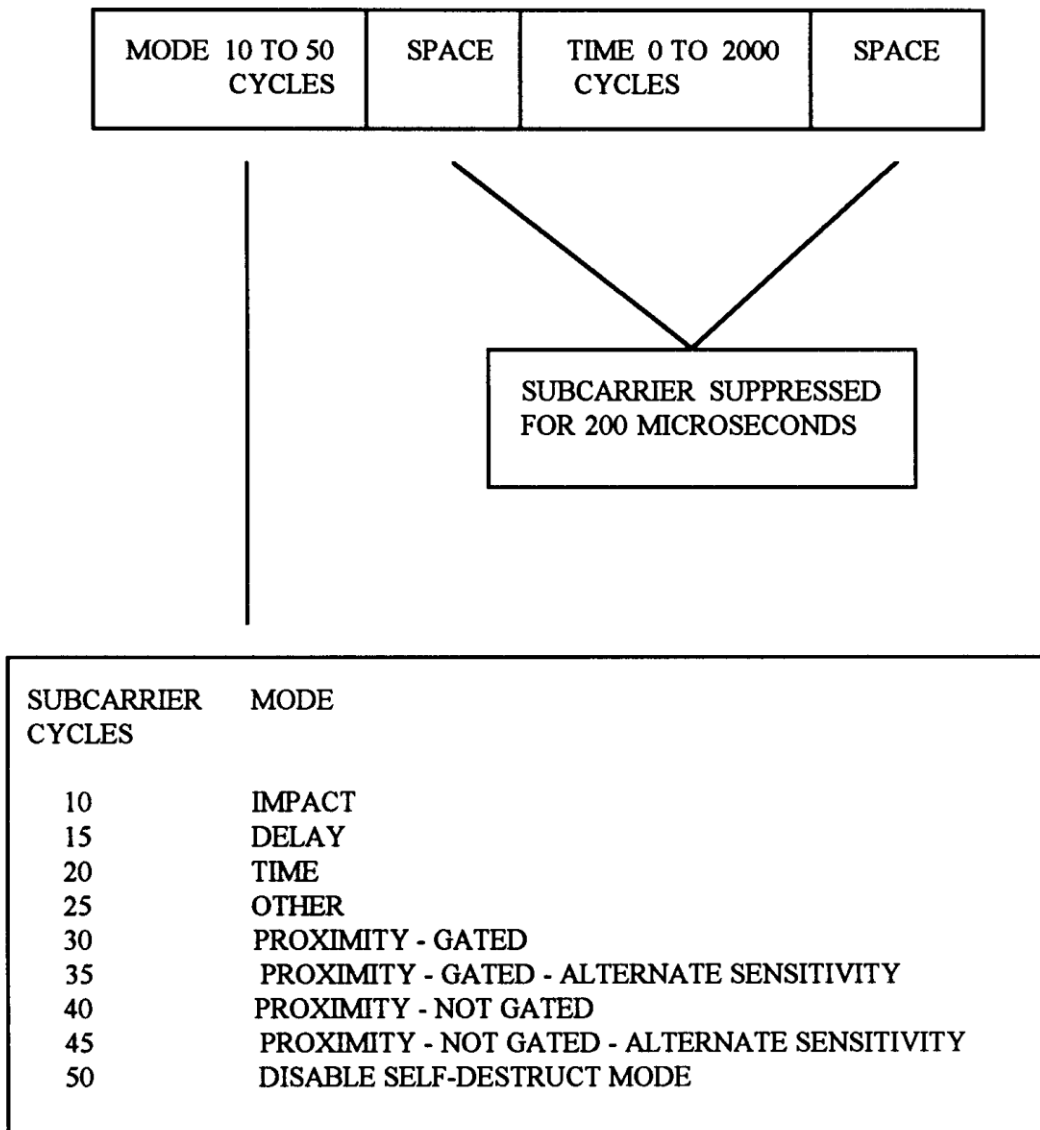 MODE 10 TO 50
CYCLES
SPACE
TIME 0 TO 2000
CYCLES
SPACE
SUBCARRIER SUPPRESSED
FOR 200 MICROSECONDS
SUBCARRIER MODE
CYCLES
10 IMPACT
15 DELAY
20 TIME
25 OTHER
30 PROXIMITY - GATED
35 PROXIMITY - GATED - ALTERNATE SENSITIVITY
40 PROXIMITY - NOT GATED
45 PROXIMITY - NOT GATED - ALTERNATE SENSITIVITY
50 DISABLE SELF-DESTRUCT MODE